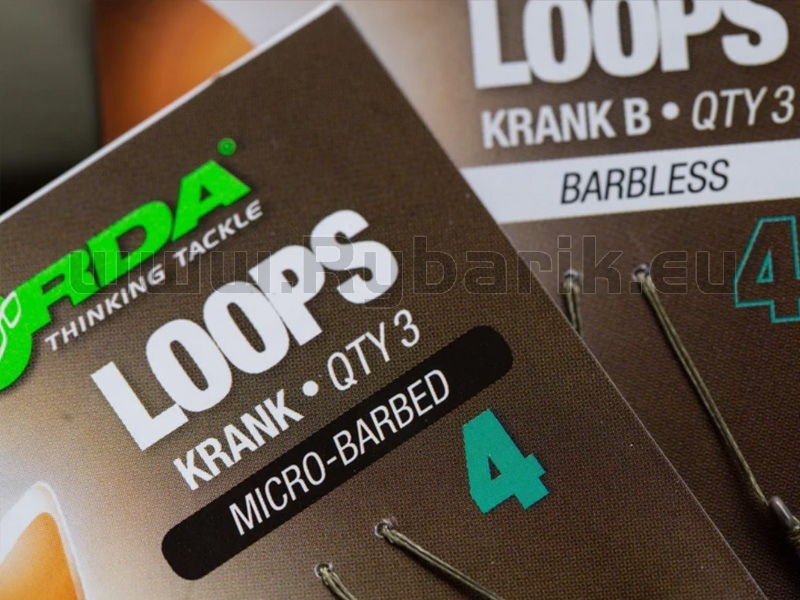 LOOPS
KRANK B • QTY 3
BARBLESS
4
RDA®
THINKING TACKLE
LOOPS
KRANK • QTY 3
MICRO-BARBED
4
www.Rybarik.eu